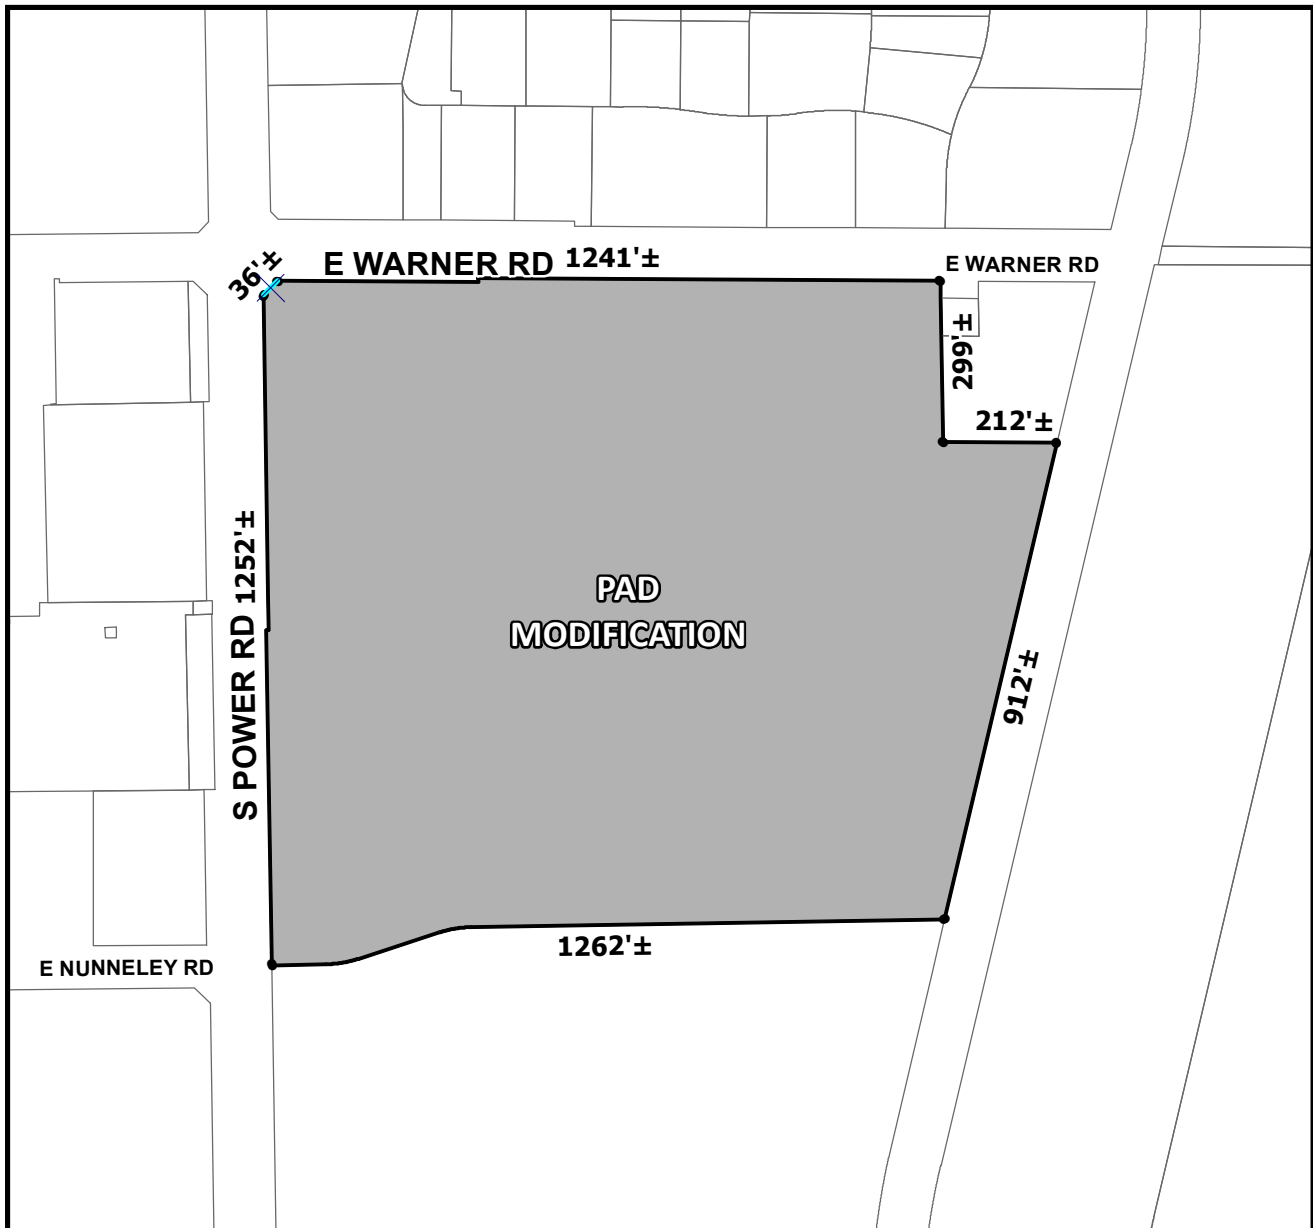 36'±
E WARNER RD
1241'±
E WARNER RD
299'±
212'±
S POWER RD
1252'±
PAD
MODIFICATION
912'±
1262'±
E NUNNELEY RD